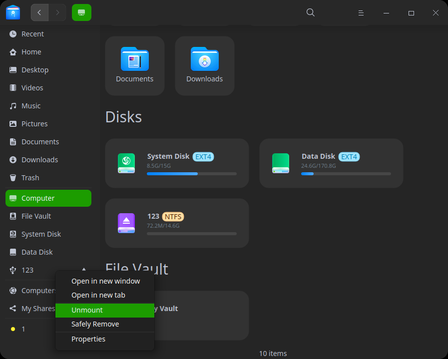 Recent
Home
Desktop
Videos
Music
Pictures
Documents
Downloads
Trash
Computer
File Vault
System Disk
Data Disk
123
Computer
My Shares
1
Documents
Downloads
Disks
System Disk EXT4
8.5G/15G
Data Disk EXT4
24.6G/170.8G
123 NTFS
72.2M/14.6G
File Vault
Vault
Open in new window
Open in new tab
Unmount
Safely Remove
Properties
10 items